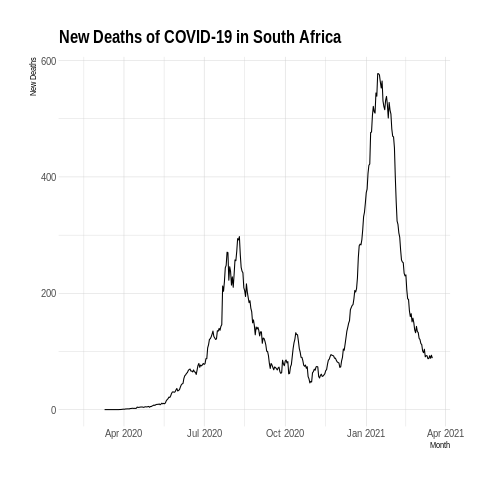 New Deaths of COVID-19 in South Africa
New Deaths
600
400
200
0
Apr 2020 Jul 2020 Oct 2020 Jan 2021 Apr 2021
Month